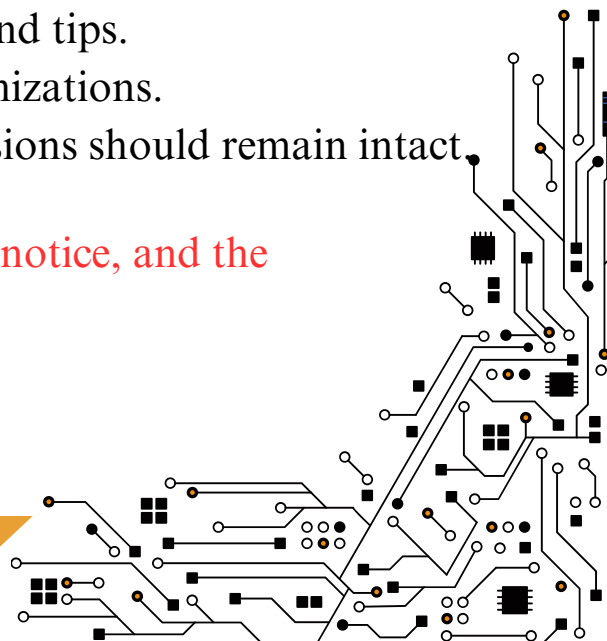 nd tips.
nizations.
sions should remain intact.
notice, and the